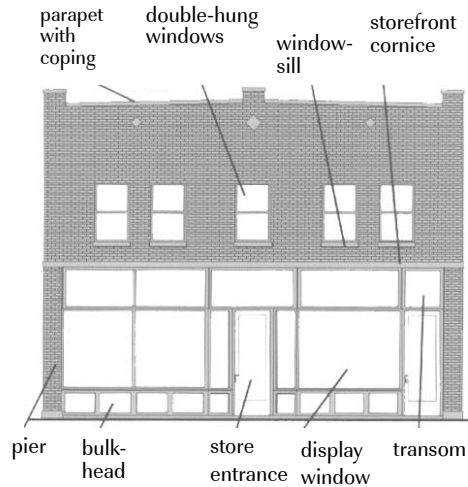 parapet
with
coping
double-hung
windows
window-
sill
storefront
cornice
pier
bulk-
head
store
entrance
display
window
transom